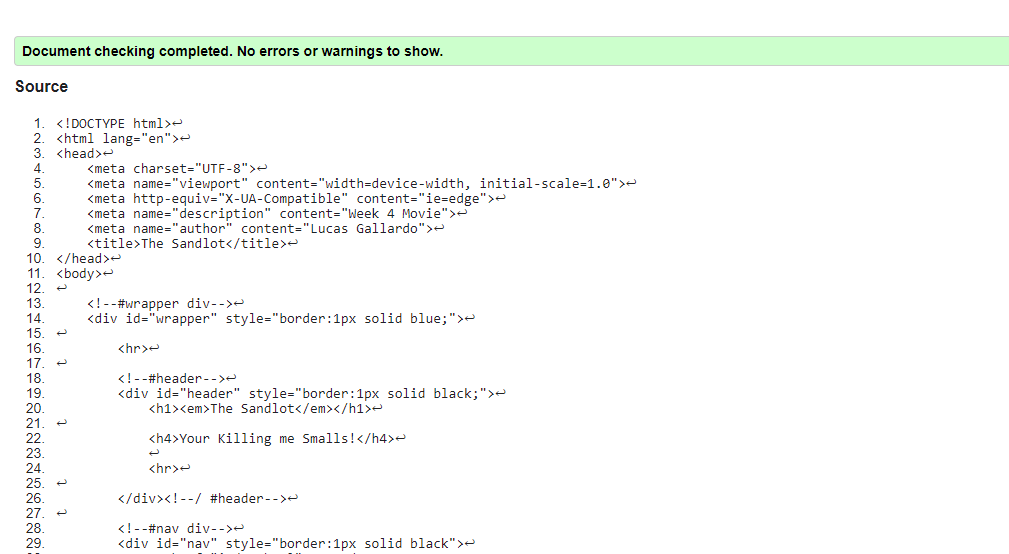 Document checking completed. No errors or warnings to show.
Source
1. <!DOCTYPE html>↩
2. <html lang="en">↩
3. <head>↩
4. <meta charset="UTF-8">↩
5. <meta name="viewport" content="width=device-width, initial-scale=1.0">↩
6. <meta http-equiv="X-UA-Compatible" content="ie=edge">↩
7. <meta name="description" content="Week 4 Movie">↩
8. <meta name="author" content="Lucas Gallardo">↩
9. <title>The Sandlot</title>↩
10. </head>↩
11. <body>↩
12. ↩
13. <!--#wrapper div-->↩
14. <div id="wrapper" style="border:1px solid blue;">↩
15. ↩
16. <hr>↩
17. ↩
18. <!--#header-->↩
19. <div id="header" style="border:1px solid black;">↩
20. <h1><em>The Sandlot</em></h1>↩
21. ↩
22. <h4>Your Killing me Smalls!</h4>↩
23. ↩
24. <hr>↩
25. ↩
26. </div><!--/ #header-->↩
27. ↩
28. <!--#nav div-->↩
29. <div id="nav" style="border:1px solid black">↩